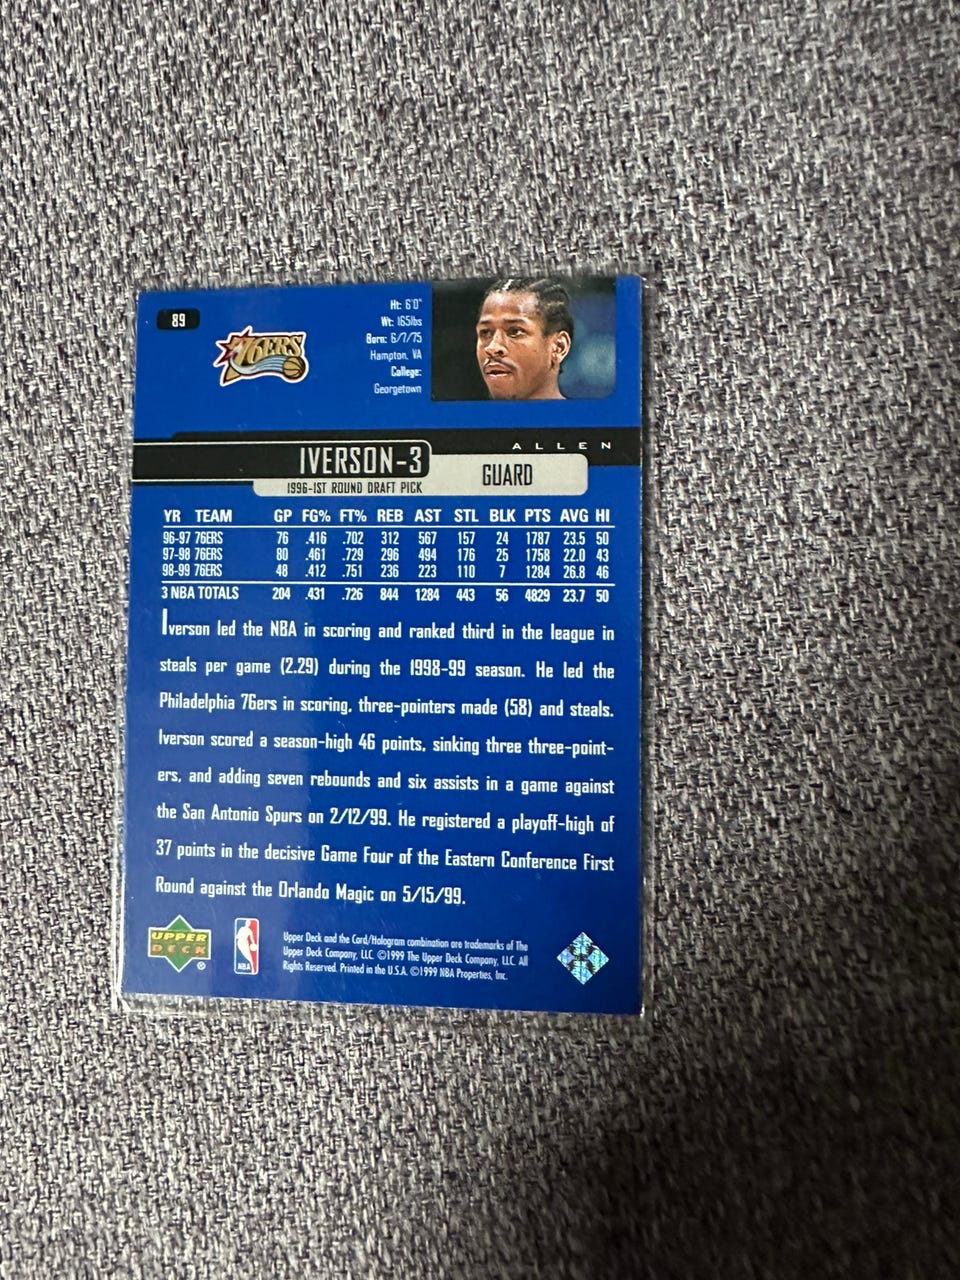 89
76ERS
Ht: 6'0"
Wt: 165lbs
Born: 6/7/75
Hampton, VA
College:
Georgetown
ALLEN
IVERSON-3
GUARD
1996-1ST ROUND DRAFT PICK
YR TEAM GP FG% FT% REB AST STL BLK PTS AVG HI
96-97 76ERS 76 .416 .702 312 567 157 24 1787 23.5 50
97-98 76ERS 80 .461 .729 296 494 176 25 1758 22.0 43
98-99 76ERS 48 .412 .751 236 223 110 7 1284 26.8 46
3 NBA TOTALS 204 .431 .726 844 1284 443 56 4829 23.7 50
Iverson led the NBA in scoring and ranked third in the league in
steals per game (2.29) during the 1998-99 season. He led the
Philadelphia 76ers in scoring, three-pointers made (58) and steals.
Iverson scored a season-high 46 points, sinking three three-point-
ers, and adding seven rebounds and six assists in a game against
the San Antonio Spurs on 2/12/99. He registered a playoff-high of
37 points in the decisive Game Four of the Eastern Conference First
Round against the Orlando Magic on 5/15/99.
UPPER
DECK
®
NBA
Upper Deck and the Card/Hologram combination are trademarks of The
Upper Deck Company, LLC. ©1999 The Upper Deck Company, LLC. All
Rights Reserved. Printed in the U.S.A. ©1999 NBA Properties, Inc.